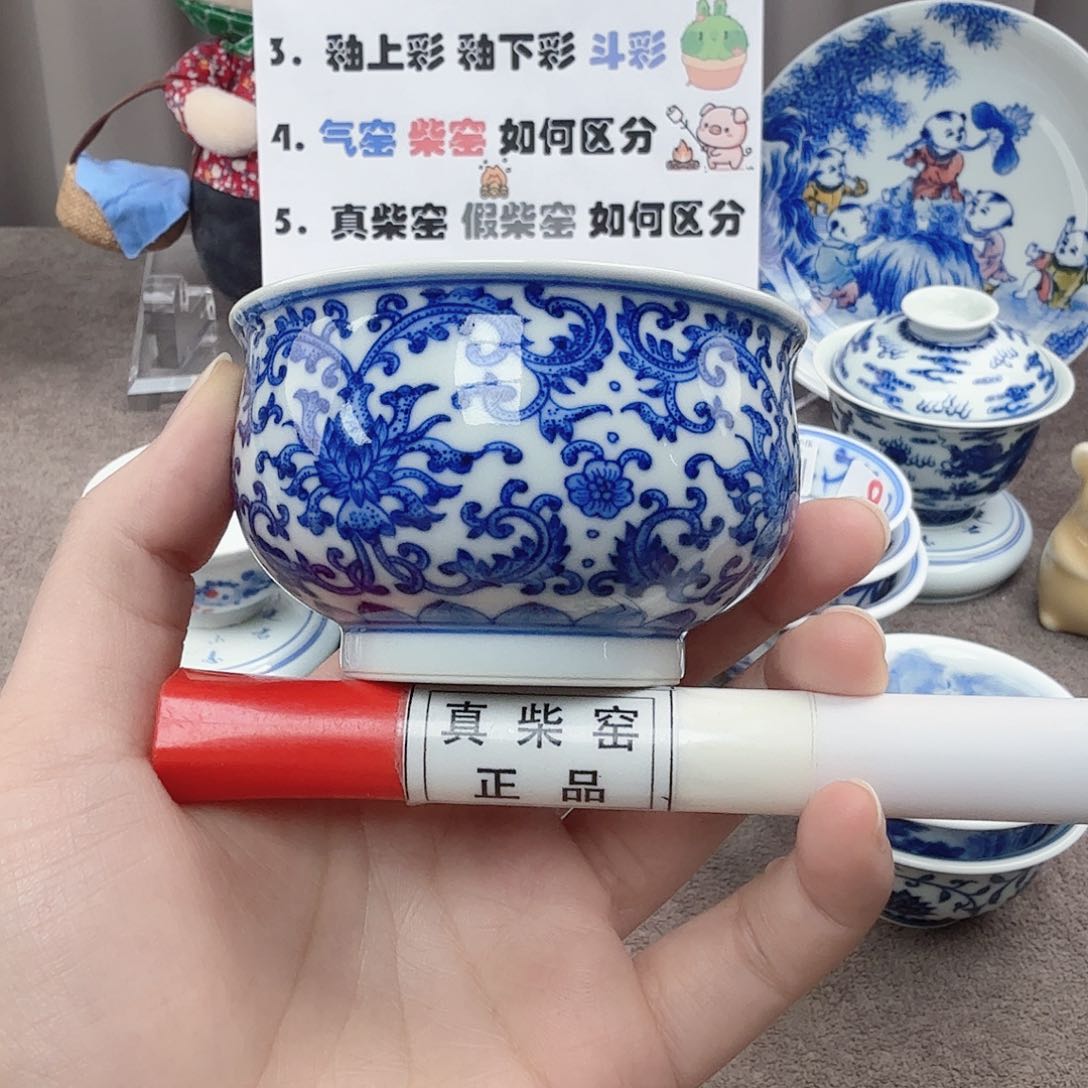 3. 釉上彩 釉下彩 斗彩
4. 气窑 柴窑 如何区分
5. 真柴窑 假柴窑 如何区分
真柴窑
正品